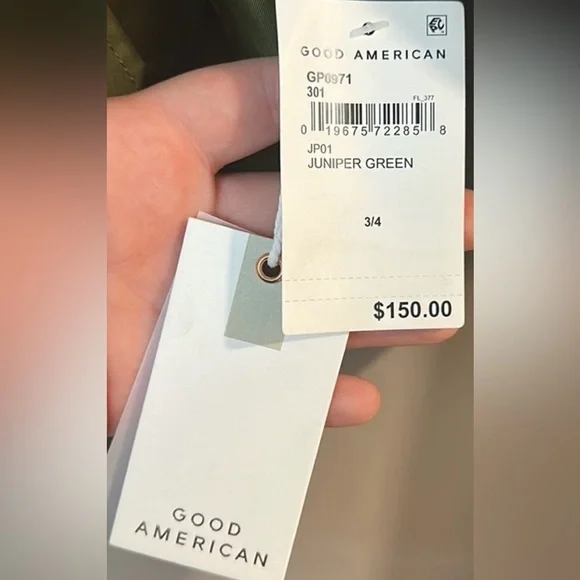 GOOD AMERICAN
GP0971
301
FL_377
0 19675 72285 8
JP01
JUNIPER GREEN
3/4
$150.00
GOOD
AMERICAN